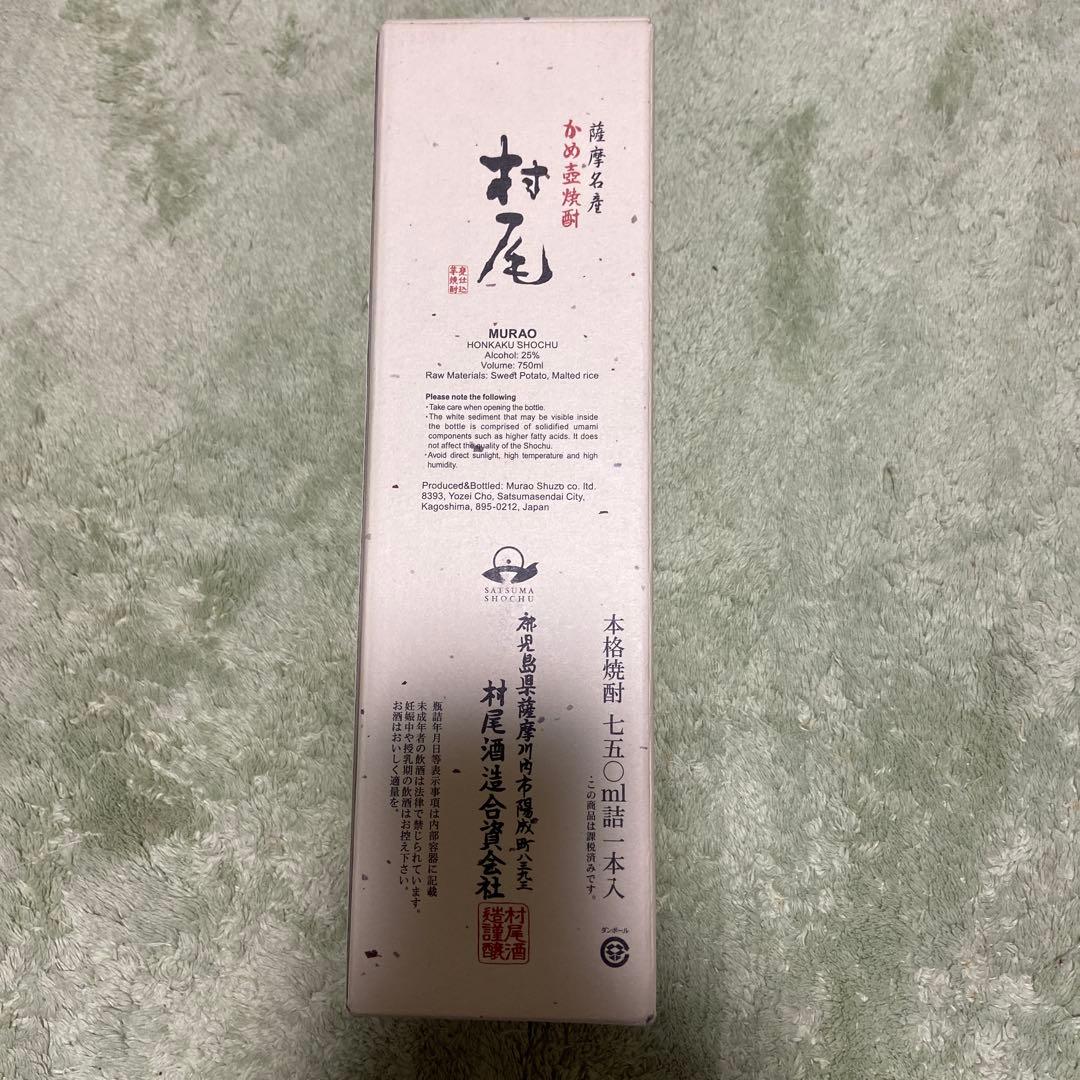 薩摩名産
かめ壺焼酎
村尾
甕仕込
芋焼酎
MURAO
HONKAKU SHOCHU
Alcohol: 25%
Volume: 750ml
Raw Materials: Sweet Potato, Malted rice
Please note the following
・Take care when opening the bottle.
・The white sediment that may be visible inside
the bottle is comprised of solidified umami
components such as higher fatty acids. It does
not affect the quality of the Shochu.
・Avoid direct sunlight, high temperature and high
humidity.
Produced&Bottled: Murao Shuzo co. ltd.
8393, Yozei Cho, Satsumasendai City,
Kagoshima, 895-0212, Japan
SATSUMA
SHOCHU
本格焼酎 七五〇ml詰 一本入
・この商品は課税済みです。
鹿児島県薩摩川内市陽成町八三九三
村尾酒造合資会社
村尾酒
造謹醸
瓶詰年月日等表示事項は内部容器に記載
未成年者の飲酒は法律で禁じられています。
妊娠中や授乳期の飲酒はお控え下さい。
お酒はおいしく適量を。
ダンボール